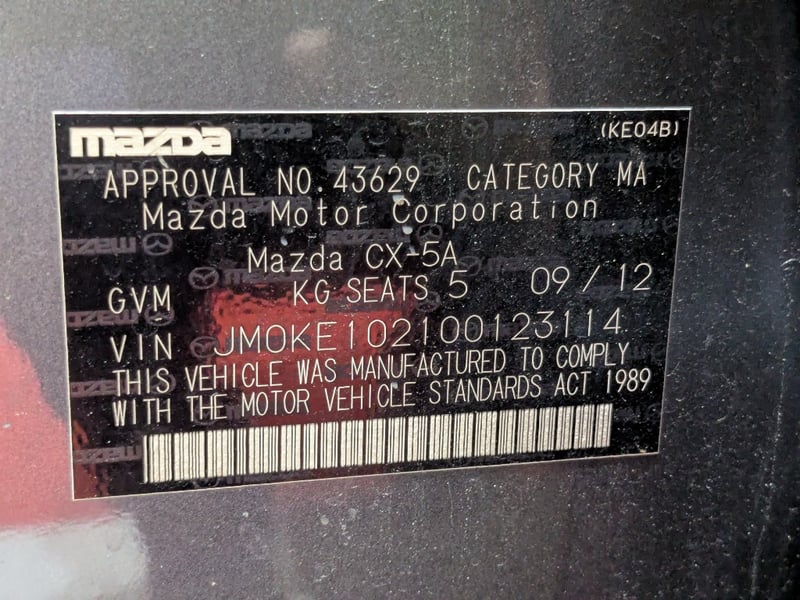 mazda (KE04B)
APPROVAL NO. 43629 CATEGORY MA
Mazda Motor Corporation
Mazda CX-5A
GVM KG SEATS 5 09/12
VIN JM0KE102100123114
THIS VEHICLE WAS MANUFACTURED TO COMPLY
WITH THE MOTOR VEHICLE STANDARDS ACT 1989